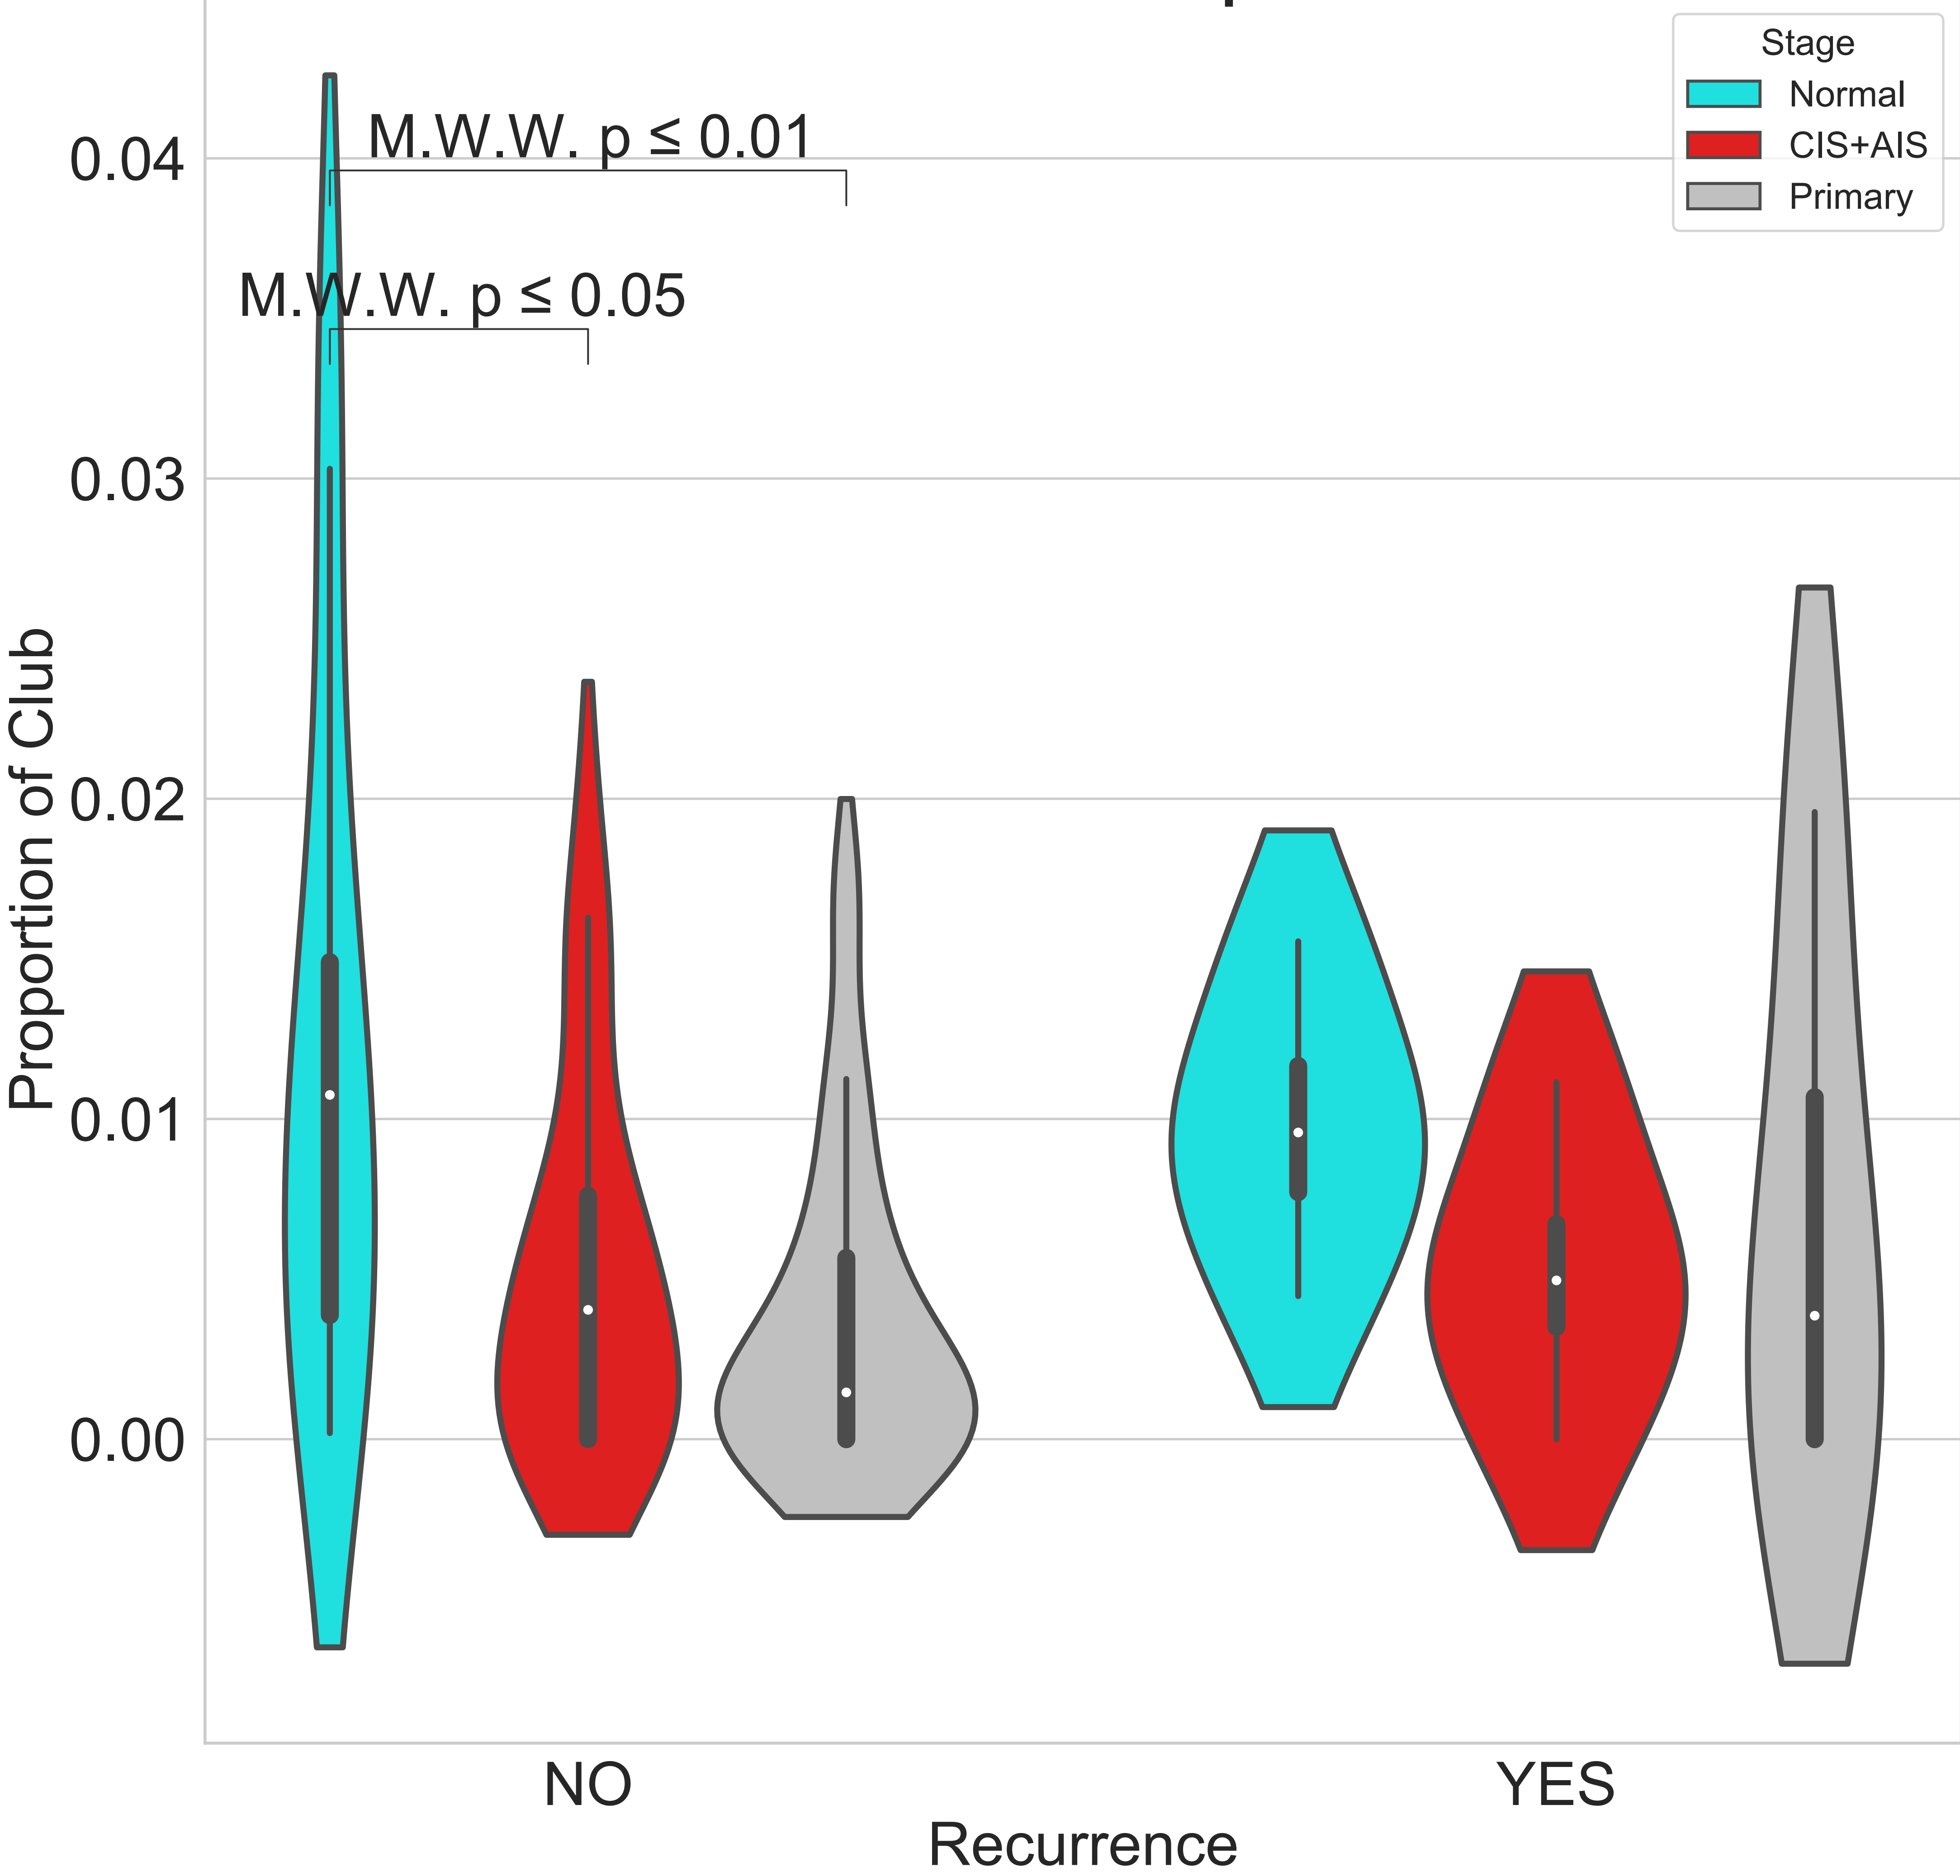 Stage
Normal
CIS+AIS
Primary
M.W.W. p ≤ 0.01
M.W.W. p ≤ 0.05
0.04
0.03
0.02
0.01
0.00
Proportion of Club
NO
YES
Recurrence